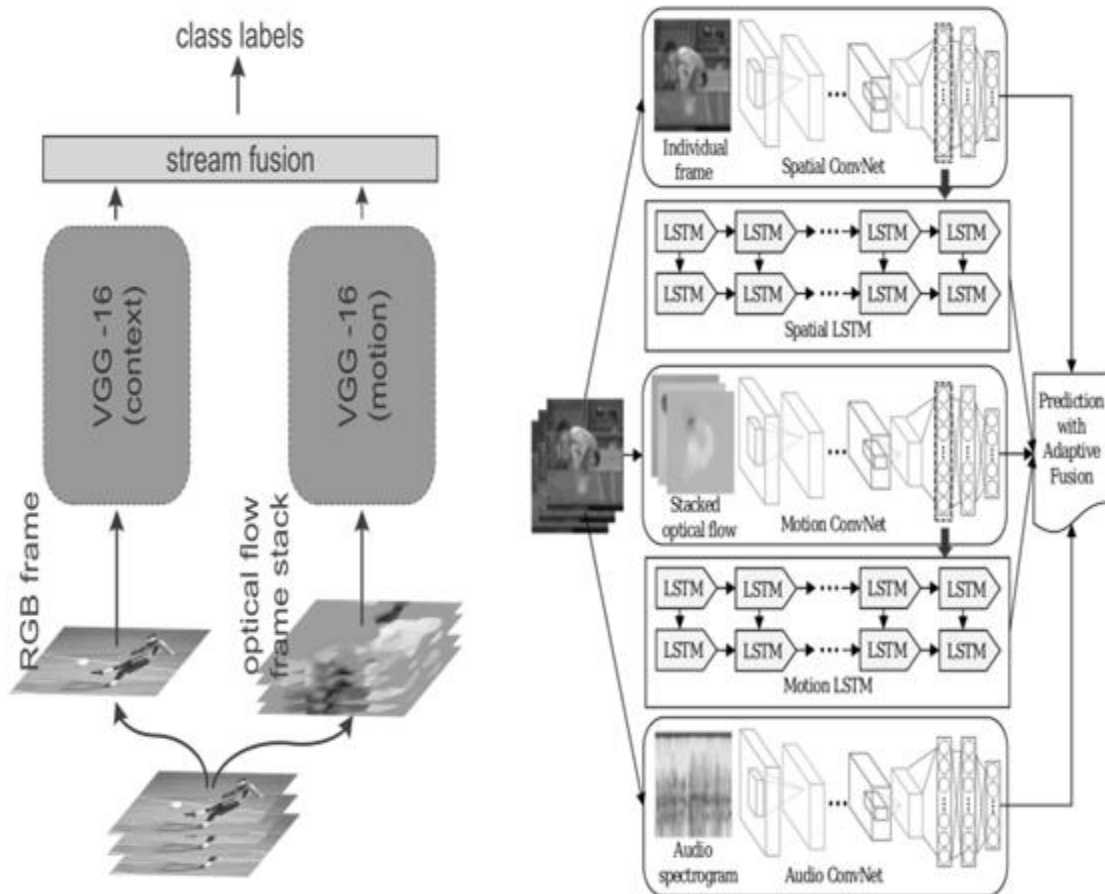 class labels
stream fusion
VGG -16
(context)
VGG -16
(motion)
RGB frame
optical flow
frame stack
Individual
frame
Spatial ConvNet
LSTM LSTM LSTM LSTM
LSTM LSTM LSTM LSTM
Spatial LSTM
Stacked
optical flow
Motion ConvNet
LSTM LSTM LSTM LSTM
LSTM LSTM LSTM LSTM
Motion LSTM
Audio
spectrogram
Audio ConvNet
Prediction
with
Adaptive
Fusion